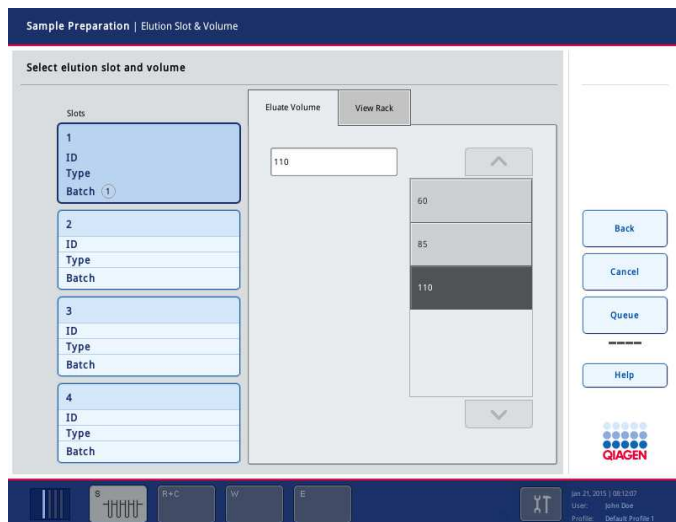 Sample Preparation | Elution Slot & Volume
Select elution slot and volume
Slots
1
ID
Type
Batch 1
2
ID
Type
Batch
3
ID
Type
Batch
4
ID
Type
Batch
Eluate Volume
View Rack
110
60
85
110
Back
Cancel
Queue
Help
QIAGEN
S
R+C
W
E
Jan 21, 2015 | 08:12:07
User: John Doe
Profile: Default Profile 1